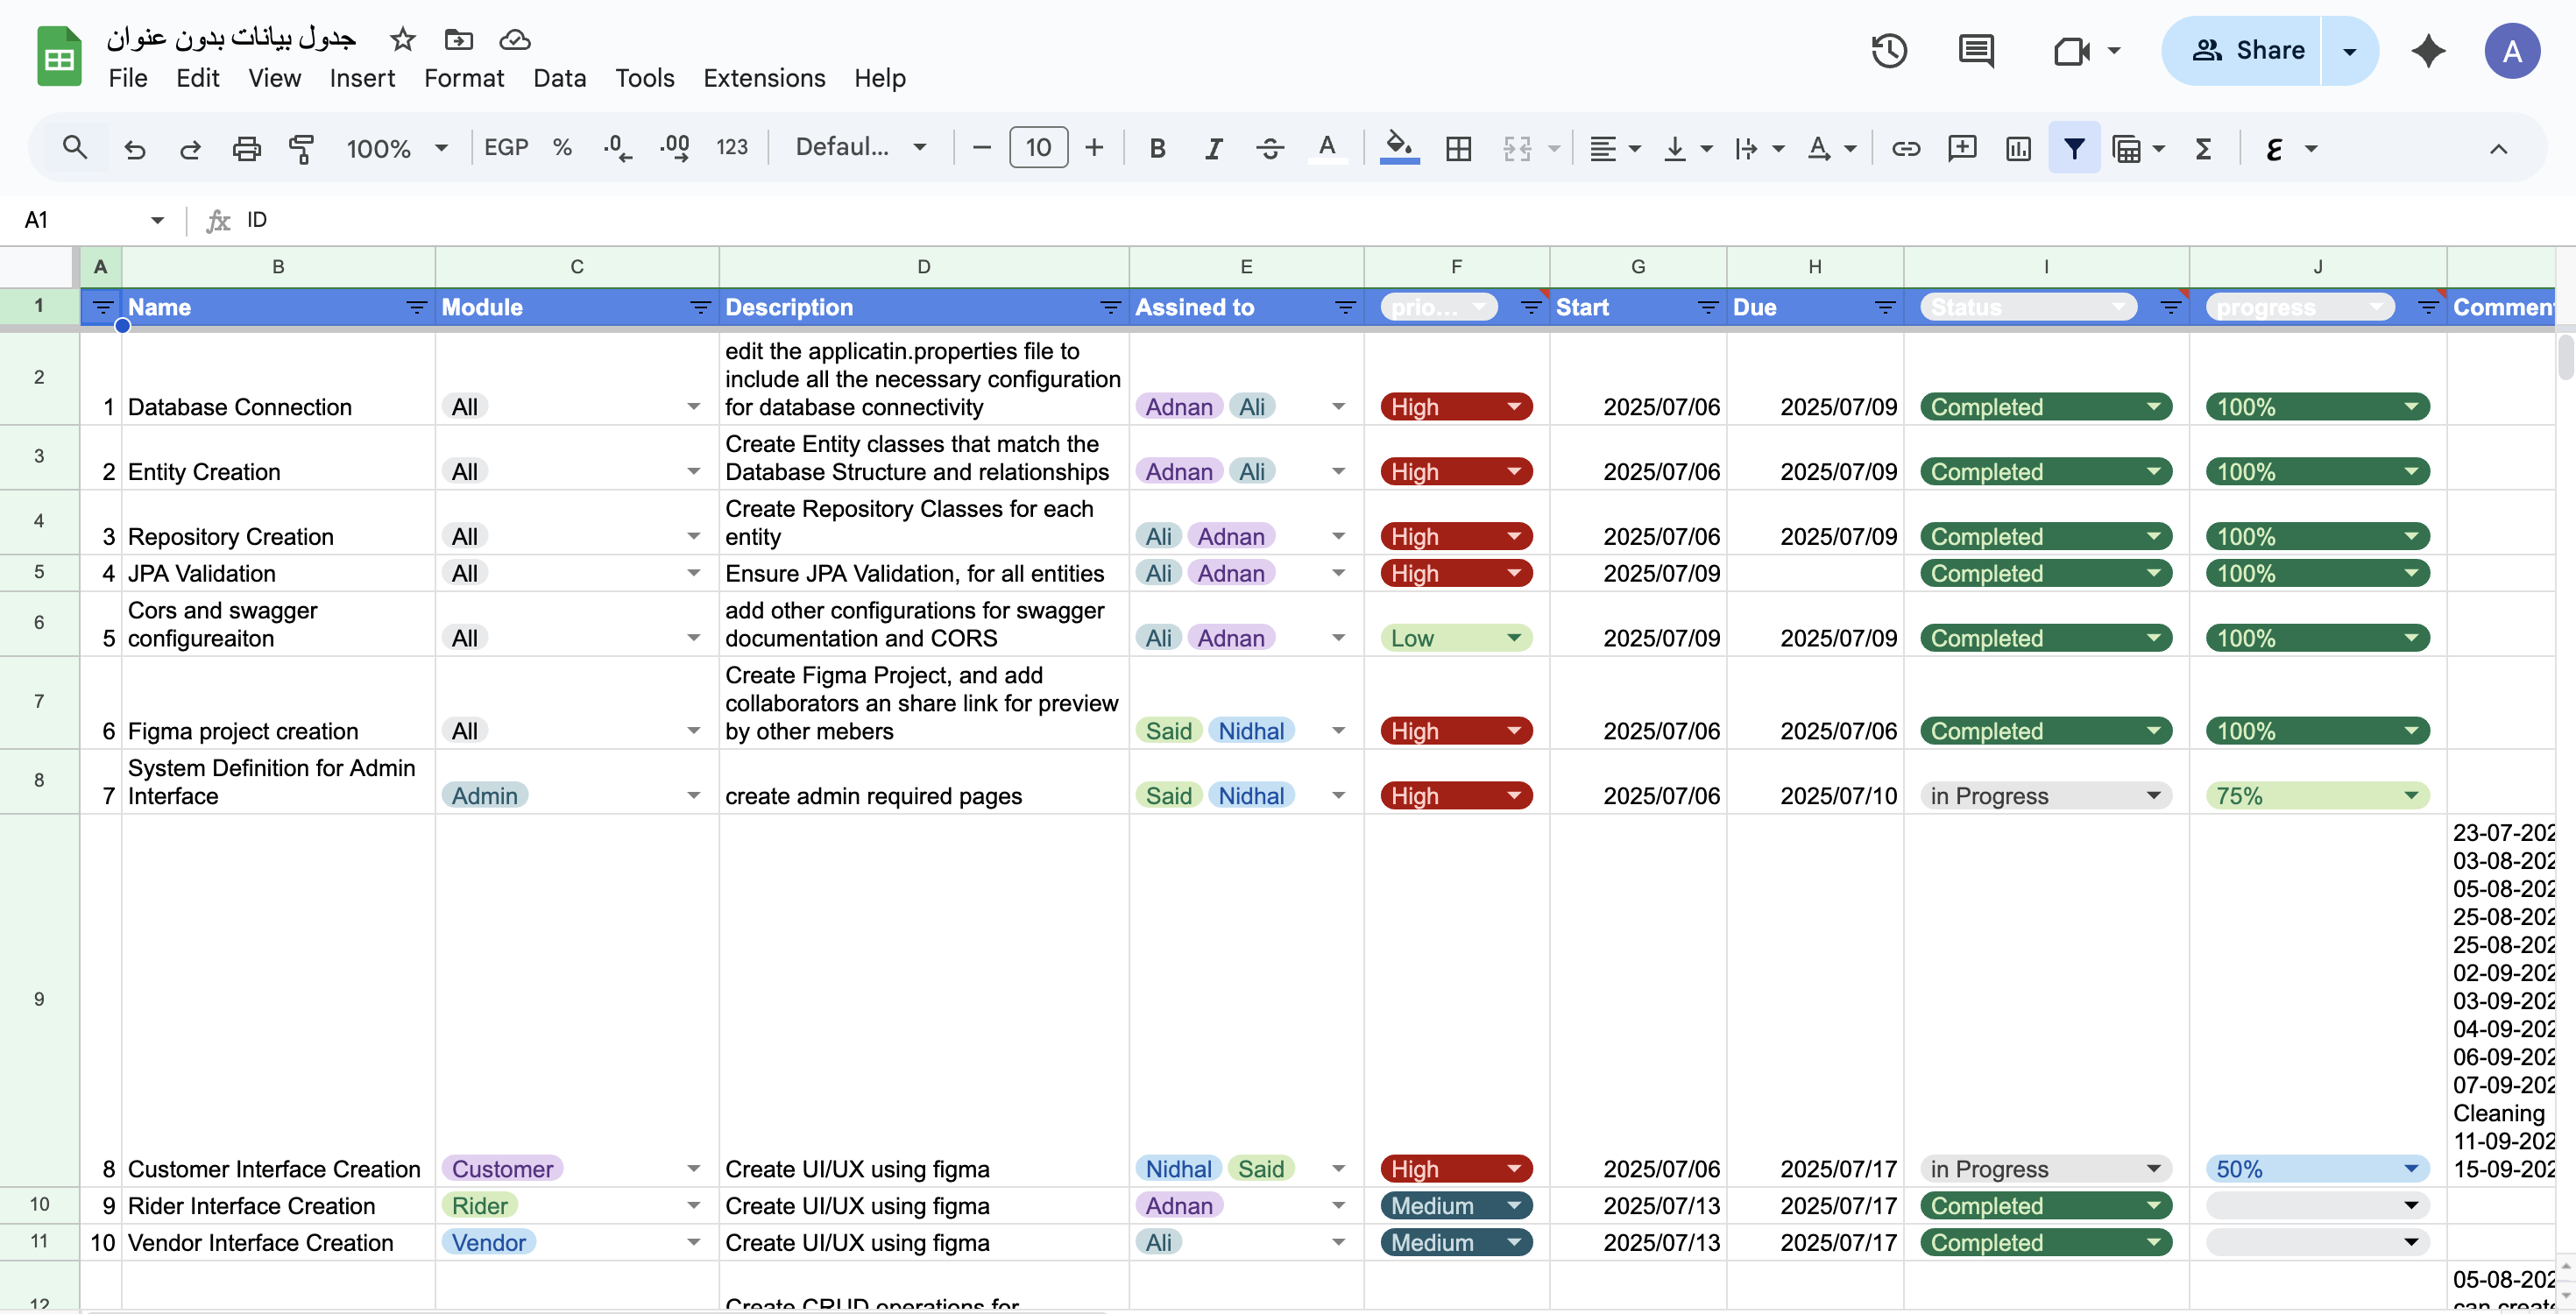 جدول بيانات بدون عنوان
File Edit View Insert Format Data Tools Extensions Help
Share
A
100% EGP % .0 .00 123 Defaul... 10 B I S A
A1 fx ID
A B C D E F G H I J
1 Name Module Description Assined to prio... Start Due Status progress Commen
2
edit the applicatin.properties file to
include all the necessary configuration
1 Database Connection All for database connectivity Adnan Ali High 2025/07/06 2025/07/09 Completed 100%
3
Create Entity classes that match the
2 Entity Creation All Database Structure and relationships Adnan Ali High 2025/07/06 2025/07/09 Completed 100%
4
Create Repository Classes for each
3 Repository Creation All entity Ali Adnan High 2025/07/06 2025/07/09 Completed 100%
5 4 JPA Validation All Ensure JPA Validation, for all entities Ali Adnan High 2025/07/09 Completed 100%
6
Cors and swagger add other configurations for swagger
5 configureaiton All documentation and CORS Ali Adnan Low 2025/07/09 2025/07/09 Completed 100%
7
Create Figma Project, and add
collaborators an share link for preview
6 Figma project creation All by other mebers Said Nidhal High 2025/07/06 2025/07/06 Completed 100%
8
System Definition for Admin
7 Interface Admin create admin required pages Said Nidhal High 2025/07/06 2025/07/10 in Progress 75%
9
23-07-202
03-08-202
05-08-202
25-08-202
25-08-202
02-09-202
03-09-202
04-09-202
06-09-202
07-09-202
Cleaning
11-09-202
8 Customer Interface Creation Customer Create UI/UX using figma Nidhal Said High 2025/07/06 2025/07/17 in Progress 50% 15-09-202
10 9 Rider Interface Creation Rider Create UI/UX using figma Adnan Medium 2025/07/13 2025/07/17 Completed
11 10 Vendor Interface Creation Vendor Create UI/UX using figma Ali Medium 2025/07/13 2025/07/17 Completed
05-08-202
12 Create CRUD operations for can create